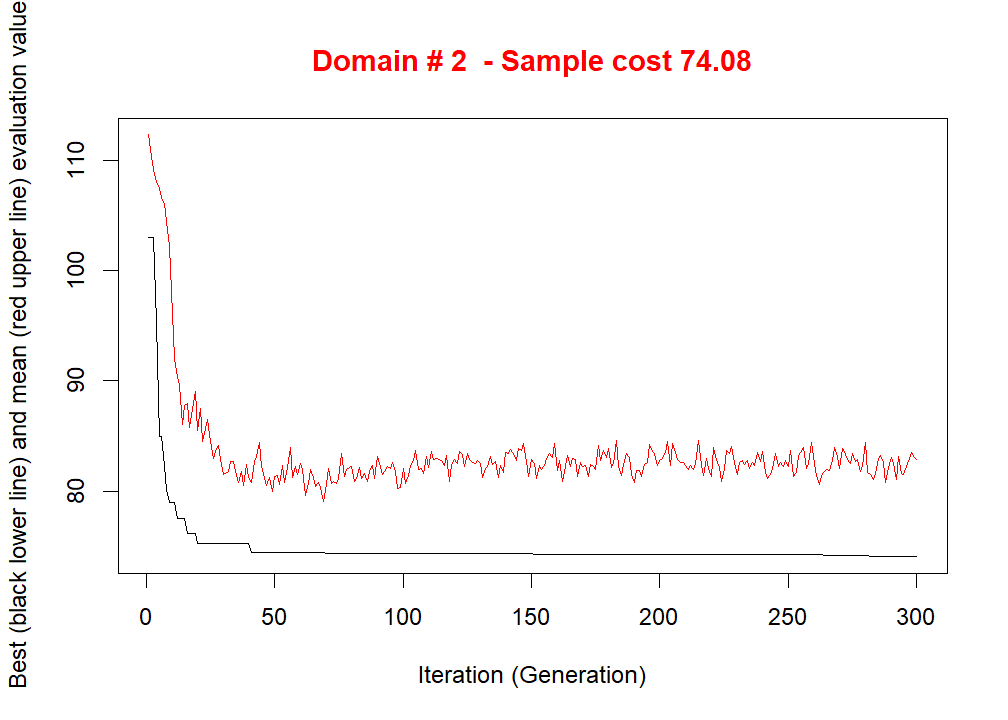 Domain # 2  - Sample cost 74.08
Best (black lower line) and mean (red upper line) evaluation value
110
100
90
80
0 50 100 150 200 250 300
Iteration (Generation)